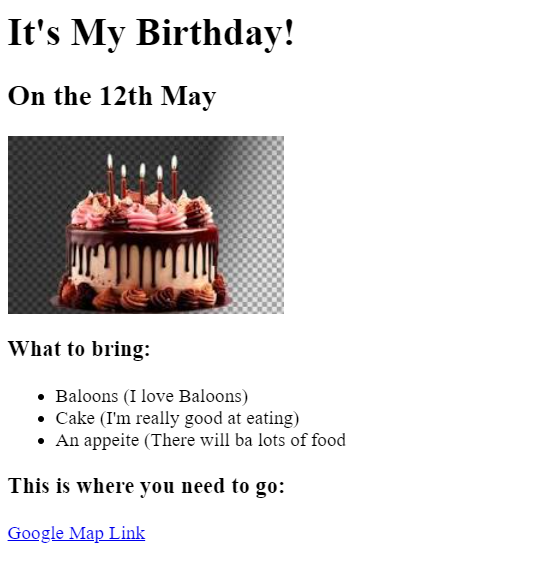 It's My Birthday!
On the 12th May
What to bring:
Baloons (I love Baloons)
Cake (I'm really good at eating)
An appeite (There will ba lots of food
This is where you need to go:
Google Map Link